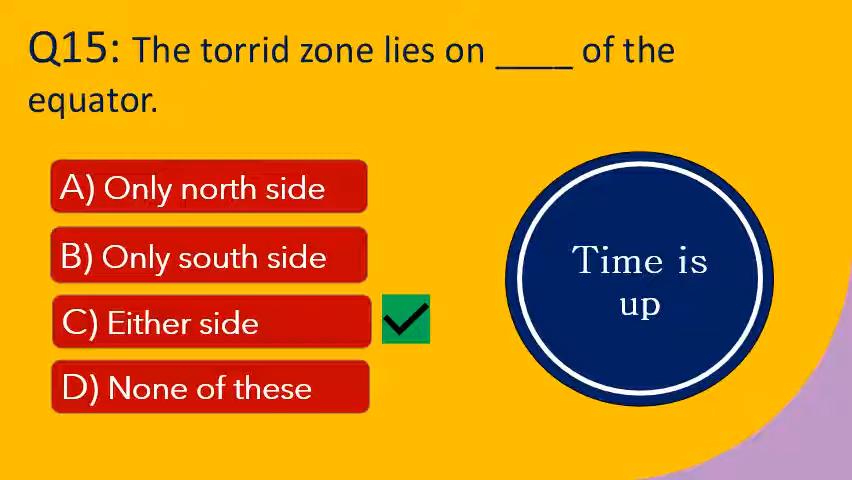 Q15: The torrid zone lies on ____ of the
equator.
A) Only north side
B) Only south side
C) Either side
D) None of these
Time is
up